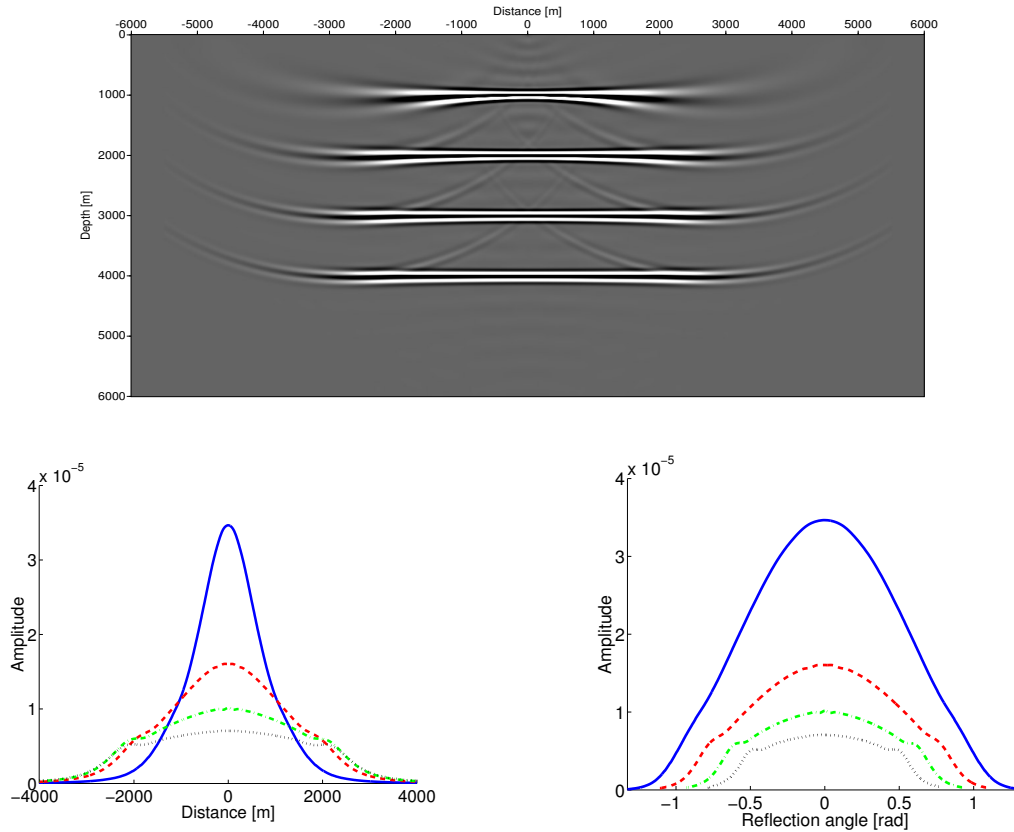 Distance [m]
-6000 -5000 -4000 -3000 -2000 -1000 0 1000 2000 3000 4000 5000 6000
0
1000
2000
3000
4000
5000
6000
Depth [m]
4 x 10⁻⁵
3
2
1
0
Amplitude
−4000 −2000 0 2000 4000
Distance [m]
4 x 10⁻⁵
3
2
1
0
Amplitude
−1 −0.5 0 0.5 1
Reflection angle [rad]